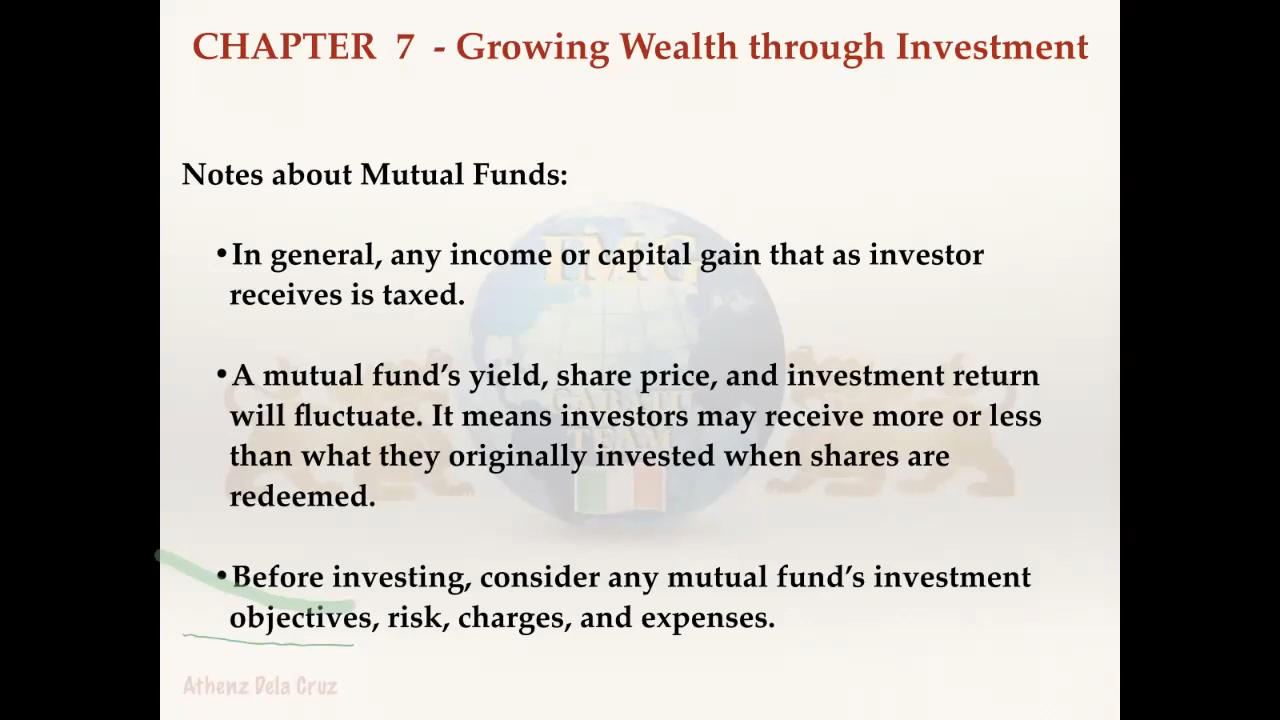 CHAPTER 7 - Growing Wealth through Investment
Notes about Mutual Funds:
•In general, any income or capital gain that as investor
receives is taxed.
•A mutual fund’s yield, share price, and investment return
will fluctuate. It means investors may receive more or less
than what they originally invested when shares are
redeemed.
•Before investing, consider any mutual fund’s investment
objectives, risk, charges, and expenses.
TMG
TEAM
Athenz Dela Cruz